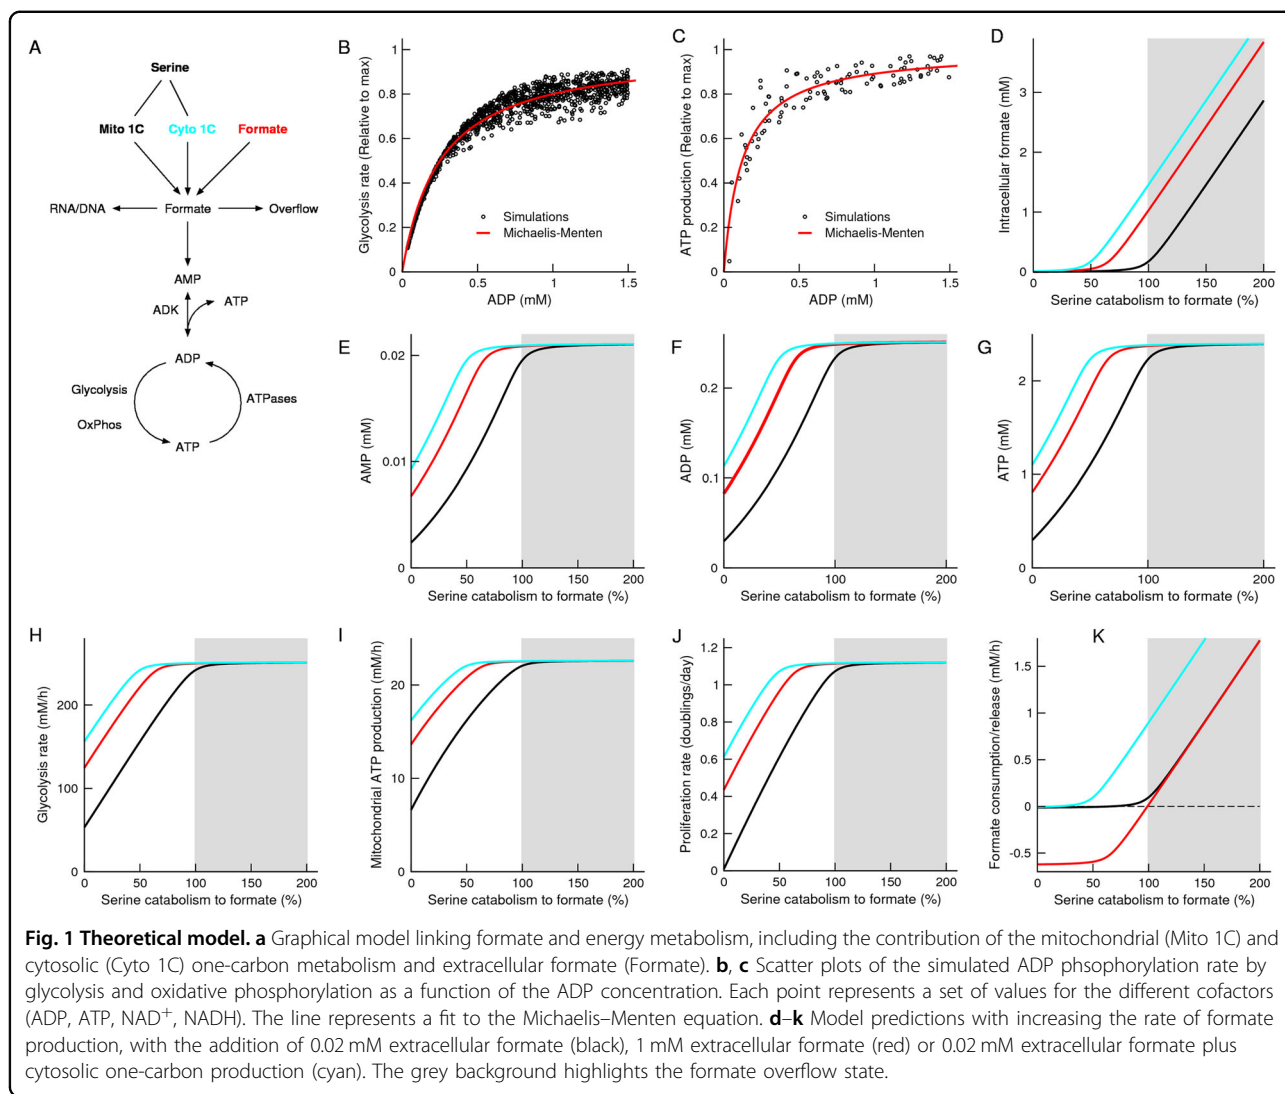 A
Serine
Mito 1C Cyto 1C Formate
RNA/DNA Formate Overflow
AMP
ADK ATP
ADP
Glycolysis
ATPases
OxPhos
ATP
B
Glycolysis rate (Relative to max)
1
0.8
0.6
0.4
0.2
0
Simulations
Michaelis-Menten
0 0.5 1 1.5
ADP (mM)
C
ATP production (Relative to max)
1
0.8
0.6
0.4
0.2
0
Simulations
Michaelis-Menten
0 0.5 1 1.5
ADP (mM)
D
Intracellular formate (mM)
3
2
1
0
0 50 100 150 200
Serine catabolism to formate (%)
E
AMP (mM)
0.02
0.01
0
0 50 100 150 200
Serine catabolism to formate (%)
F
ADP (mM)
0.2
0.1
0
0 50 100 150 200
Serine catabolism to formate (%)
G
ATP (mM)
2
1
0
0 50 100 150 200
Serine catabolism to formate (%)
H
Glycolysis rate (mM/h)
200
100
0
0 50 100 150 200
Serine catabolism to formate (%)
I
Mitochondrial ATP production (mM/h)
20
10
0
0 50 100 150 200
Serine catabolism to formate (%)
J
Proliferation rate (doublings/day)
1.2
1
0.8
0.6
0.4
0.2
0
0 50 100 150 200
Serine catabolism to formate (%)
K
Formate consumption/release (mM/h)
1.5
1
0.5
0
-0.5
0 50 100 150 200
Serine catabolism to formate (%)
Fig. 1 Theoretical model. a Graphical model linking formate and energy metabolism, including the contribution of the mitochondrial (Mito 1C) and
cytosolic (Cyto 1C) one-carbon metabolism and extracellular formate (Formate). b, c Scatter plots of the simulated ADP phsophorylation rate by
glycolysis and oxidative phosphorylation as a function of the ADP concentration. Each point represents a set of values for the different cofactors
(ADP, ATP, NAD⁺, NADH). The line represents a fit to the Michaelis–Menten equation. d–k Model predictions with increasing the rate of formate
production, with the addition of 0.02 mM extracellular formate (black), 1 mM extracellular formate (red) or 0.02 mM extracellular formate plus
cytosolic one-carbon production (cyan). The grey background highlights the formate overflow state.